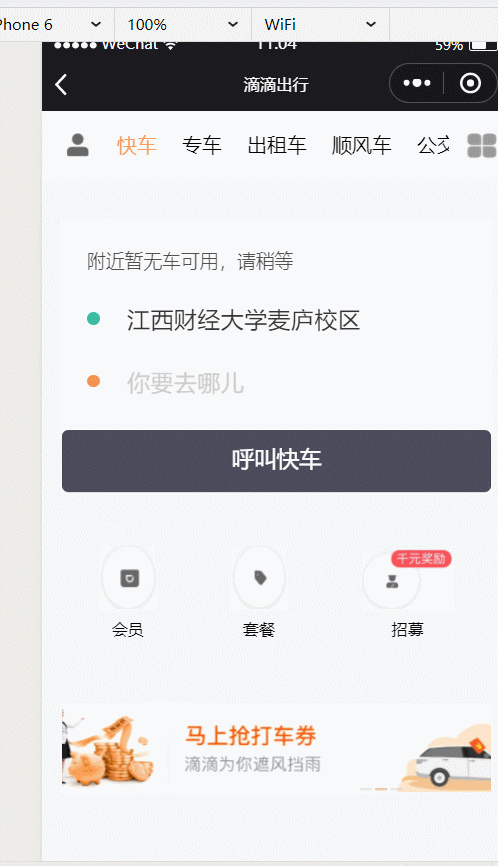 Phone 6 100% WiFi
WeChat 11:04 59%
滴滴出行
快车 专车 出租车 顺风车 公交
附近暂无车可用，请稍等
江西财经大学麦庐校区
你要去哪儿
呼叫快车
千元奖励
会员 套餐 招募
马上抢打车券
滴滴为你遮风挡雨